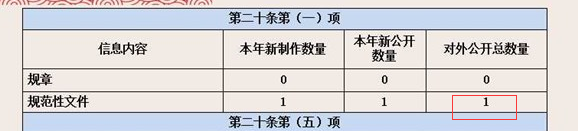 第二十条第（一）项
信息内容 本年新制作数量 本年新公开数量 对外公开总数量
规章 0 0 0
规范性文件 1 1 1
第二十条第（五）项